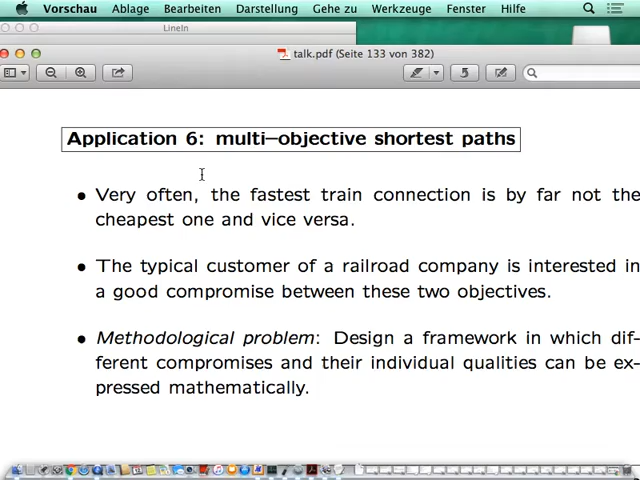 Vorschau Ablage Bearbeiten Darstellung Gehe zu Werkzeuge Fenster Hilfe
LineIn
talk.pdf (Seite 133 von 382)
Application 6: multi–objective shortest paths
• Very often, the fastest train connection is by far not the
cheapest one and vice versa.
• The typical customer of a railroad company is interested in
a good compromise between these two objectives.
• Methodological problem: Design a framework in which dif-
ferent compromises and their individual qualities can be ex-
pressed mathematically.